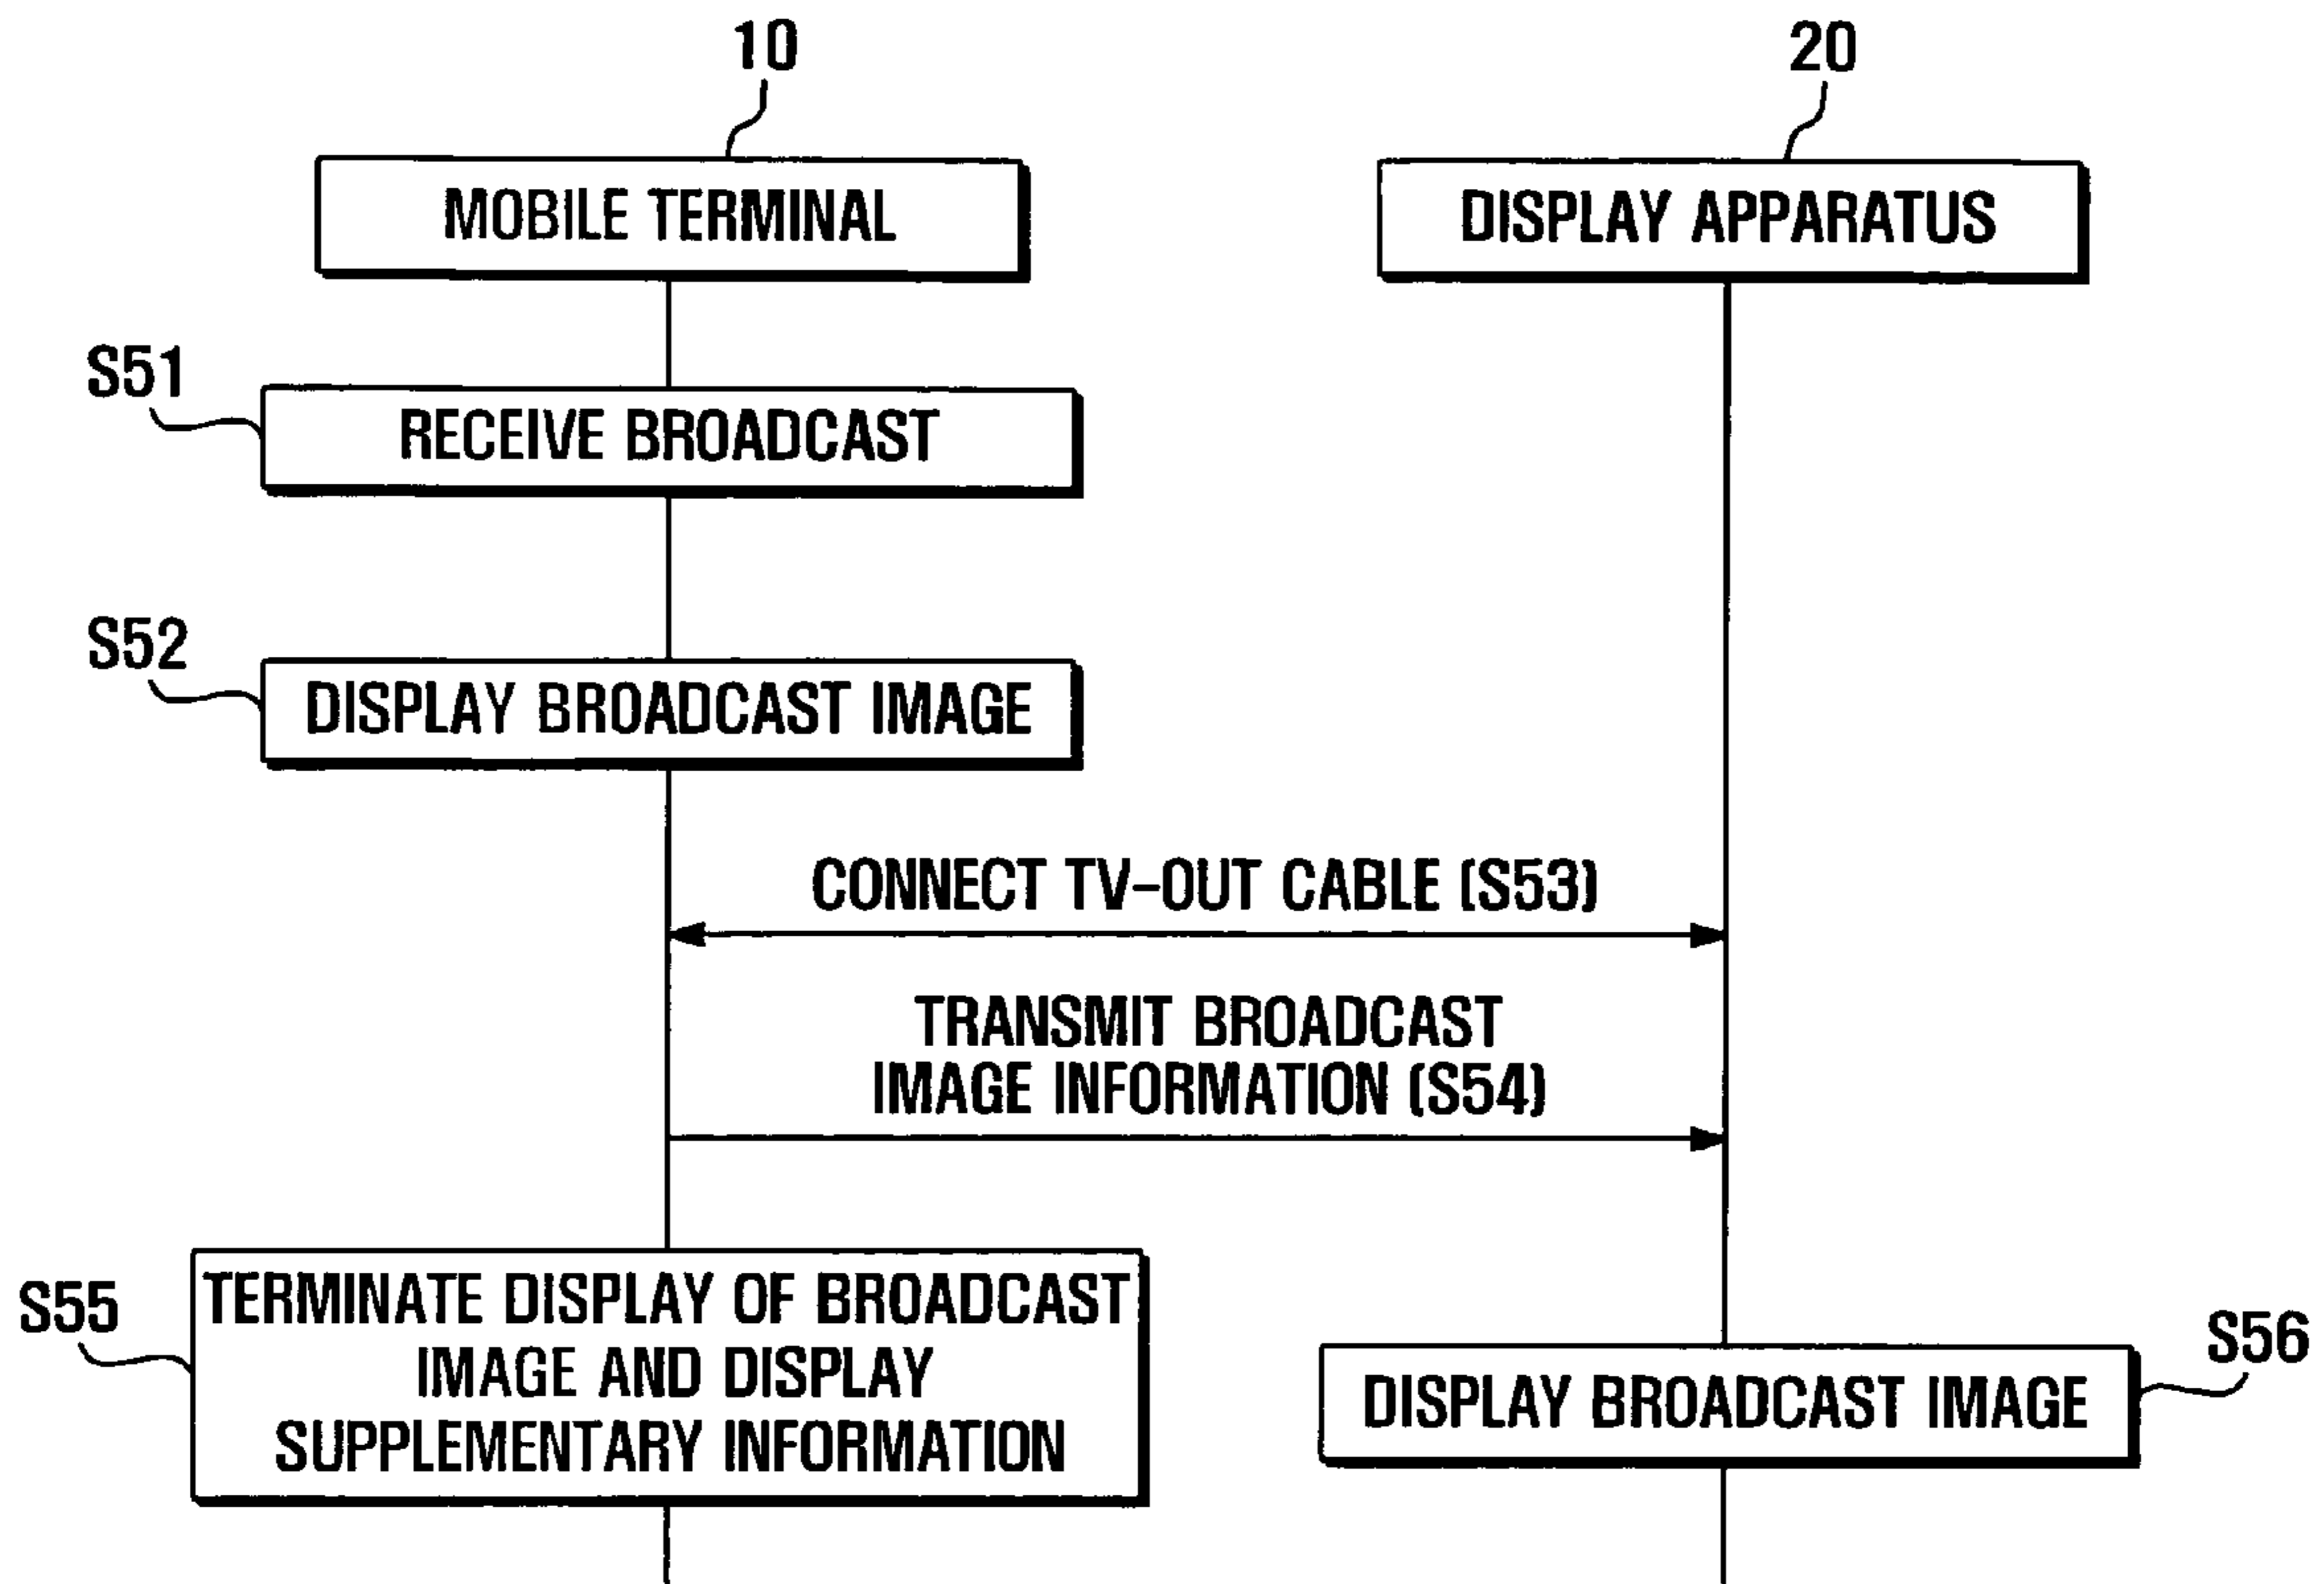 10
20
MOBILE TERMINAL
DISPLAY APPARATUS
S51
RECEIVE BROADCAST
S52
DISPLAY BROADCAST IMAGE
CONNECT TV-OUT CABLE (S53)
TRANSMIT BROADCAST
IMAGE INFORMATION (S54)
S55
TERMINATE DISPLAY OF BROADCAST
IMAGE AND DISPLAY
SUPPLEMENTARY INFORMATION
S56
DISPLAY BROADCAST IMAGE